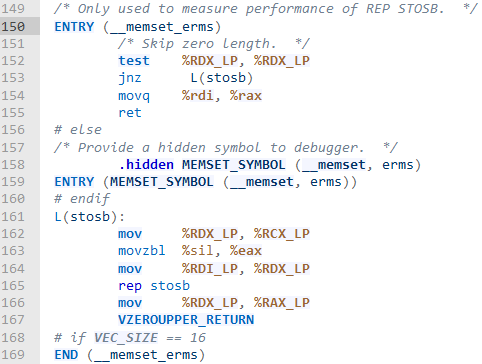 149 /* Only used to measure performance of REP STOSB.  */
150 ENTRY (__memset_erms)
151         /* Skip zero length.  */
152         test    %RDX_LP, %RDX_LP
153         jnz      L(stosb)
154         movq    %rdi, %rax
155         ret
156 # else
157 /* Provide a hidden symbol to debugger.  */
158         .hidden MEMSET_SYMBOL (__memset, erms)
159 ENTRY (MEMSET_SYMBOL (__memset, erms))
160 # endif
161 L(stosb):
162         mov     %RDX_LP, %RCX_LP
163         movzbl  %sil, %eax
164         mov     %RDI_LP, %RDX_LP
165         rep stosb
166         mov     %RDX_LP, %RAX_LP
167         VZEROUPPER_RETURN
168 # if VEC_SIZE == 16
169 END (__memset_erms)